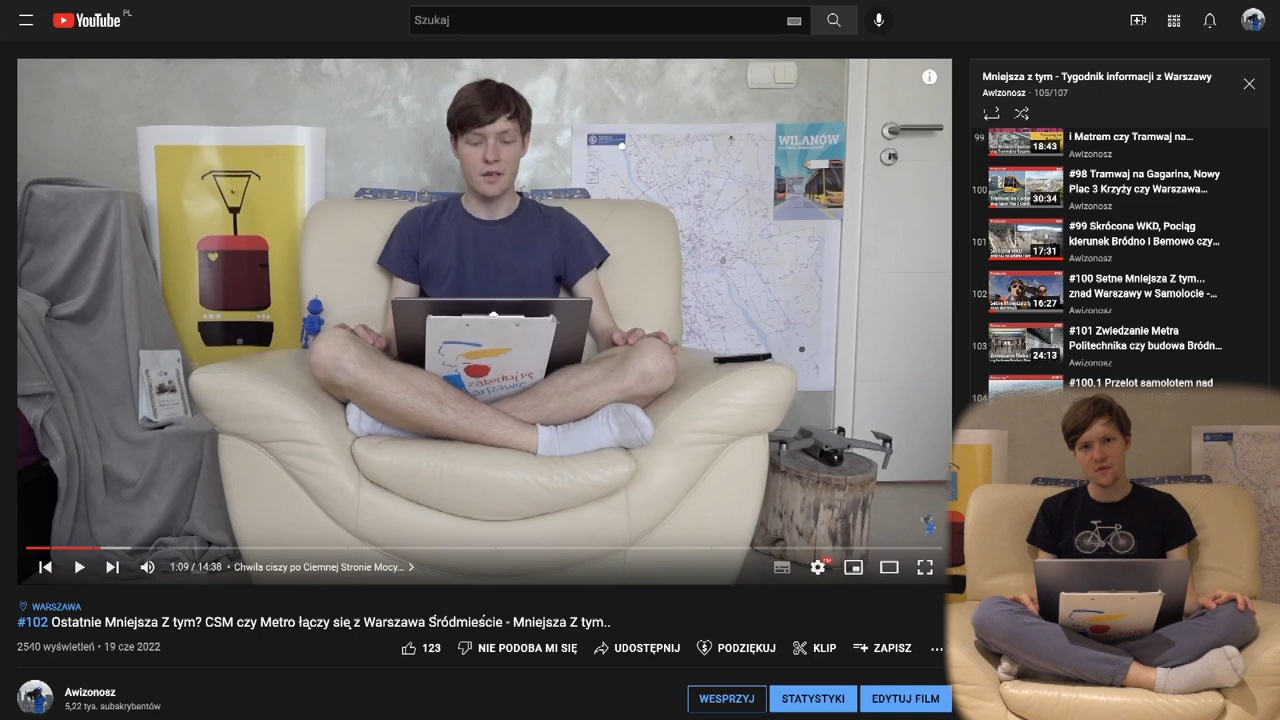 YouTube PL
Szukaj
WILANÓW
zakochaj się
1:09 / 14:38 • Chwila ciszy po Ciemnej Stronie Mocy...
WARSZAWA
#102 Ostatnie Mniejsza Z tym? CSM czy Metro łączy się z Warszawa Śródmieście - Mniejsza Z tym..
2540 wyświetleń • 19 cze 2022
123
NIE PODOBA MI SIĘ
UDOSTĘPNIJ
PODZIĘKUJ
KLIP
ZAPISZ
Awizonosz
5,22 tys. subskrybentów
WESPRZYJ
STATYSTYKI
EDYTUJ FILM
Mniejsza z tym - Tygodnik informacji z Warszawy
Awizonosz - 105/107
99
18:43
i Metrem czy Tramwaj na...
Awizonosz
100
30:34
#98 Tramwaj na Gagarina, Nowy
Plac 3 Krzyży czy Warszawa...
Awizonosz
101
17:31
#99 Skrócone WKD, Pociąg
kierunek Bródno i Bemowo czy...
Awizonosz
102
16:27
#100 Setne Mniejsza Z tym...
znad Warszawy w Samolocie -...
Awizonosz
103
24:13
#101 Zwiedzanie Metra
Politechnika czy budowa Bródn...
Awizonosz
104
#100.1 Przelot samolotem nad